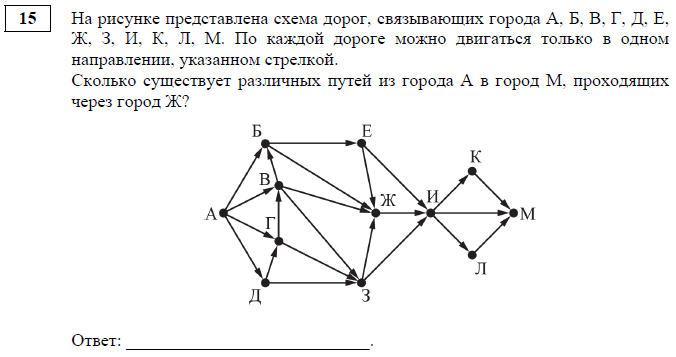 15
На рисунке представлена схема дорог, связывающих города А, Б, В, Г, Д, Е,
Ж, З, И, К, Л, М. По каждой дороге можно двигаться только в одном
направлении, указанном стрелкой.
Сколько существует различных путей из города А в город М, проходящих
через город Ж?
Б
Е
К
В
Ж
И
А
М
Г
Л
Д
З
Ответ: ____________________________.